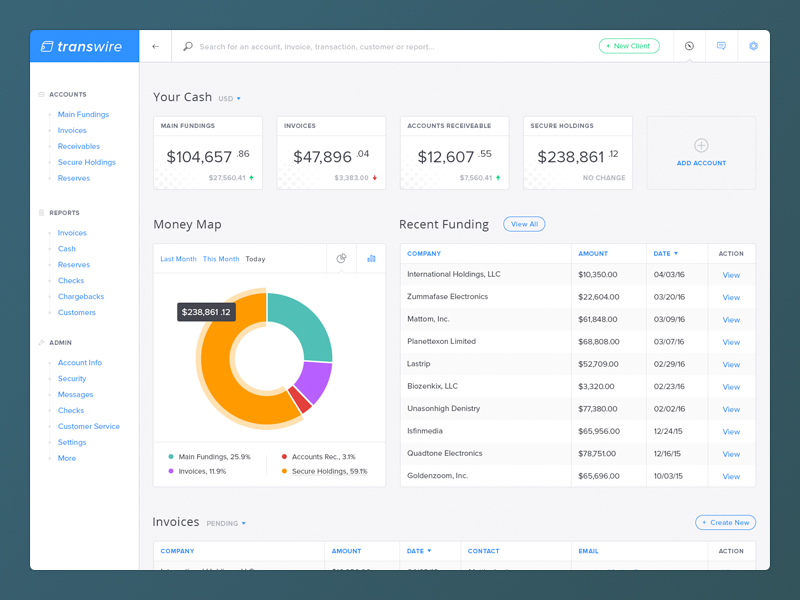 transwire
Search for an account, invoice, transaction, customer or report...
+ New Client
ACCOUNTS
Main Fundings
Invoices
Receivables
Secure Holdings
Reserves
REPORTS
Invoices
Cash
Reserves
Checks
Chargebacks
Customers
ADMIN
Account Info
Security
Messages
Checks
Customer Service
Settings
More
Your Cash USD
MAIN FUNDINGS
$104,657 .86
$27,560.41
INVOICES
$47,896 .04
$3,383.00
ACCOUNTS RECEIVEABLE
$12,607 .55
$7,560.41
SECURE HOLDINGS
$238,861 .12
NO CHANGE
ADD ACCOUNT
Money Map
Last Month This Month Today
$238,861 .12
Main Fundings, 25.9%
Accounts Rec., 3.1%
Invoices, 11.9%
Secure Holdings, 59.1%
Recent Funding View All
COMPANY AMOUNT DATE ACTION
International Holdings, LLC $10,350.00 04/03/16 View
Zummafase Electronics $22,604.00 03/20/16 View
Mattom, Inc. $61,848.00 03/09/16 View
Planettexon Limited $68,808.00 03/07/16 View
Lastrip $52,709.00 02/29/16 View
Biozenkix, LLC $3,320.00 02/23/16 View
Unasonhigh Denistry $77,380.00 02/02/16 View
Isfinmedia $65,956.00 12/24/15 View
Quadtone Electronics $78,751.00 12/16/15 View
Goldenzoom, Inc. $65,696.00 10/03/15 View
Invoices PENDING
+ Create New
COMPANY AMOUNT DATE CONTACT EMAIL ACTION